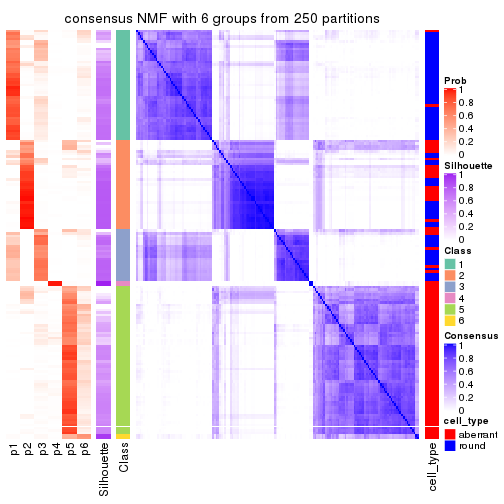 consensus NMF with 6 groups from 250 partitions
Prob
1
0.8
0.6
0.4
0.2
0
Silhouette
1
0.8
0.6
0.4
0.2
0
Class
1
2
3
4
5
6
Consensus
1
0.8
0.6
0.4
0.2
0
cell_type
aberrant
round
p1
p2
p3
p4
p5
p6
Silhouette
Class
cell_type